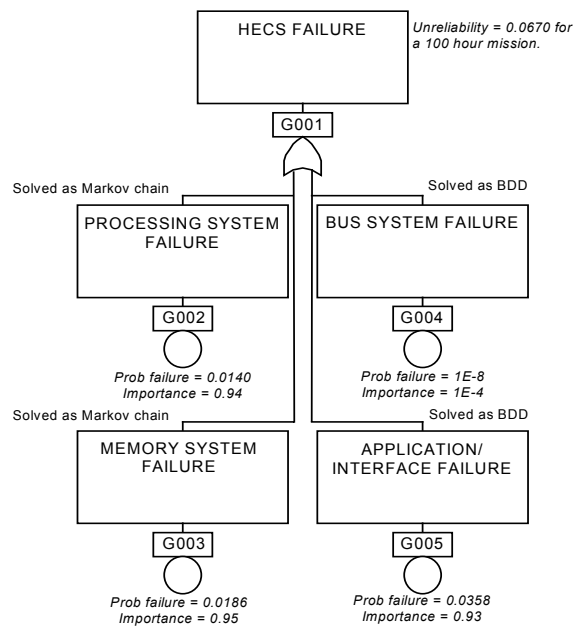 HECS FAILURE
Unreliability = 0.0670 for
a 100 hour mission.
G001
Solved as Markov chain
PROCESSING SYSTEM
FAILURE
G002
Prob failure = 0.0140
Importance = 0.94
Solved as BDD
BUS SYSTEM FAILURE
G004
Prob failure = 1E-8
Importance = 1E-4
Solved as Markov chain
MEMORY SYSTEM
FAILURE
G003
Prob failure = 0.0186
Importance = 0.95
Solved as BDD
APPLICATION/
INTERFACE FAILURE
G005
Prob failure = 0.0358
Importance = 0.93